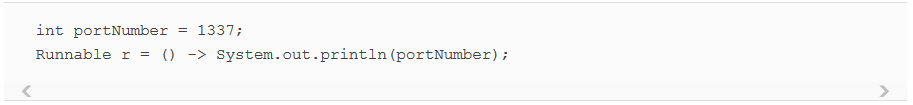 int portNumber = 1337;
Runnable r = () -> System.out.println(portNumber);